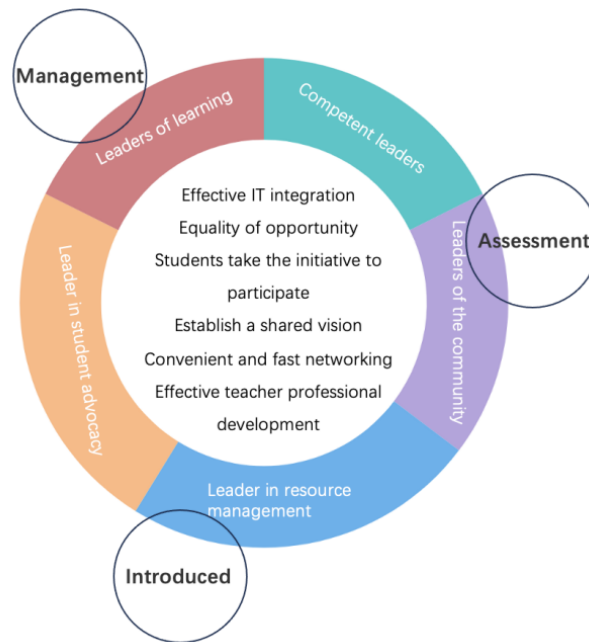 Management
Leaders of learning
Competent leaders
Effective IT integration
Equality of opportunity
Students take the initiative to
participate
Establish a shared vision
Convenient and fast networking
Effective teacher professional
development
Assessment
Leaders of the community
Leader in student advocacy
Leader in resource
management
Introduced